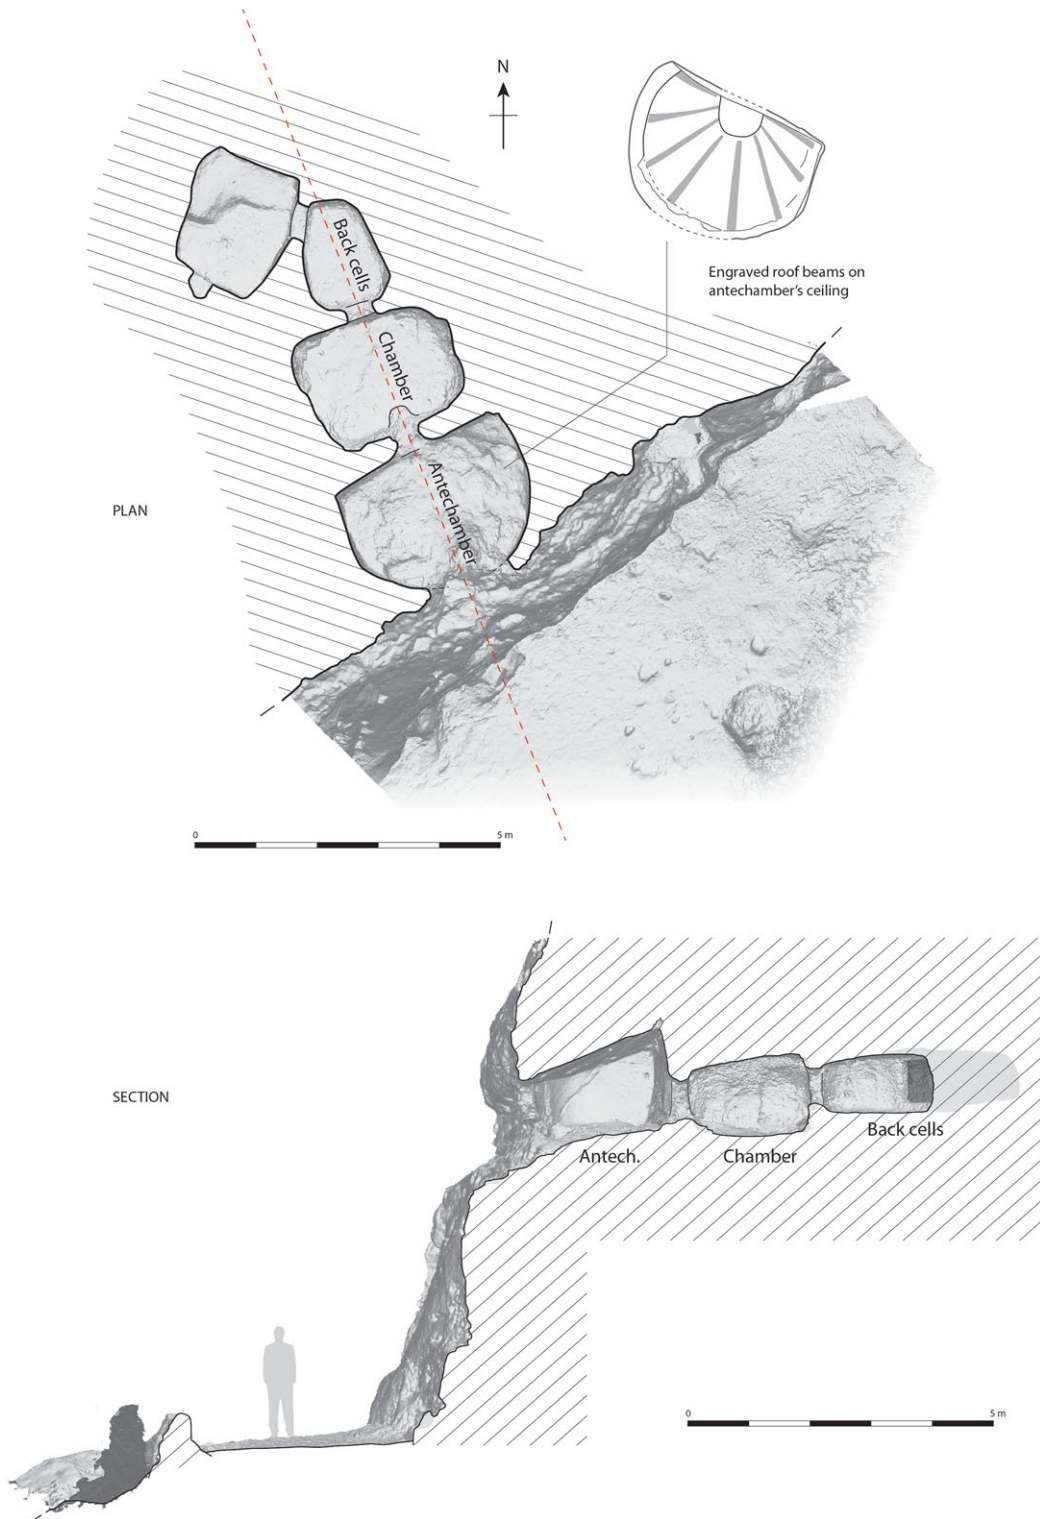 N
Engraved roof beams on
antechamber's ceiling
Back cells
Chamber
Antechamber
PLAN
0 5 m
SECTION
Antech.
Chamber
Back cells
0 5 m